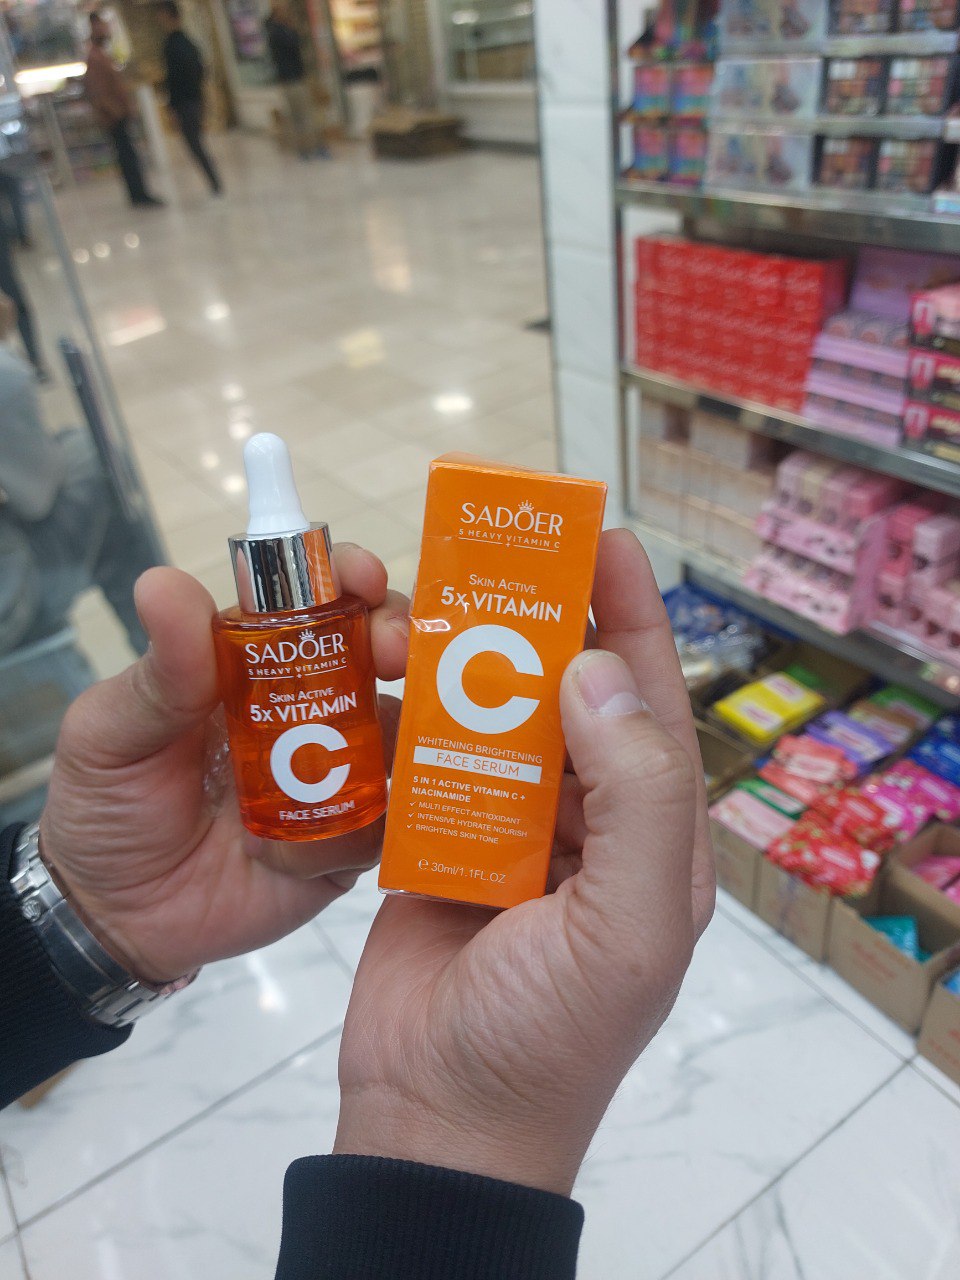 SADOER
5 HEAVY VITAMIN C
SKIN ACTIVE
5X VITAMIN
C
FACE SERUM
SADOER
5 HEAVY VITAMIN C
SKIN ACTIVE
5X VITAMIN
C
WHITENING BRIGHTENING
FACE SERUM
5 IN 1 ACTIVE VITAMIN C +
NIACINAMIDE
✓ MULTI EFFECT ANTIOXIDANT
✓ INTENSIVE HYDRATE NOURISH
✓ BRIGHTENS SKIN TONE
℮ 30ml/1.1FL.OZ